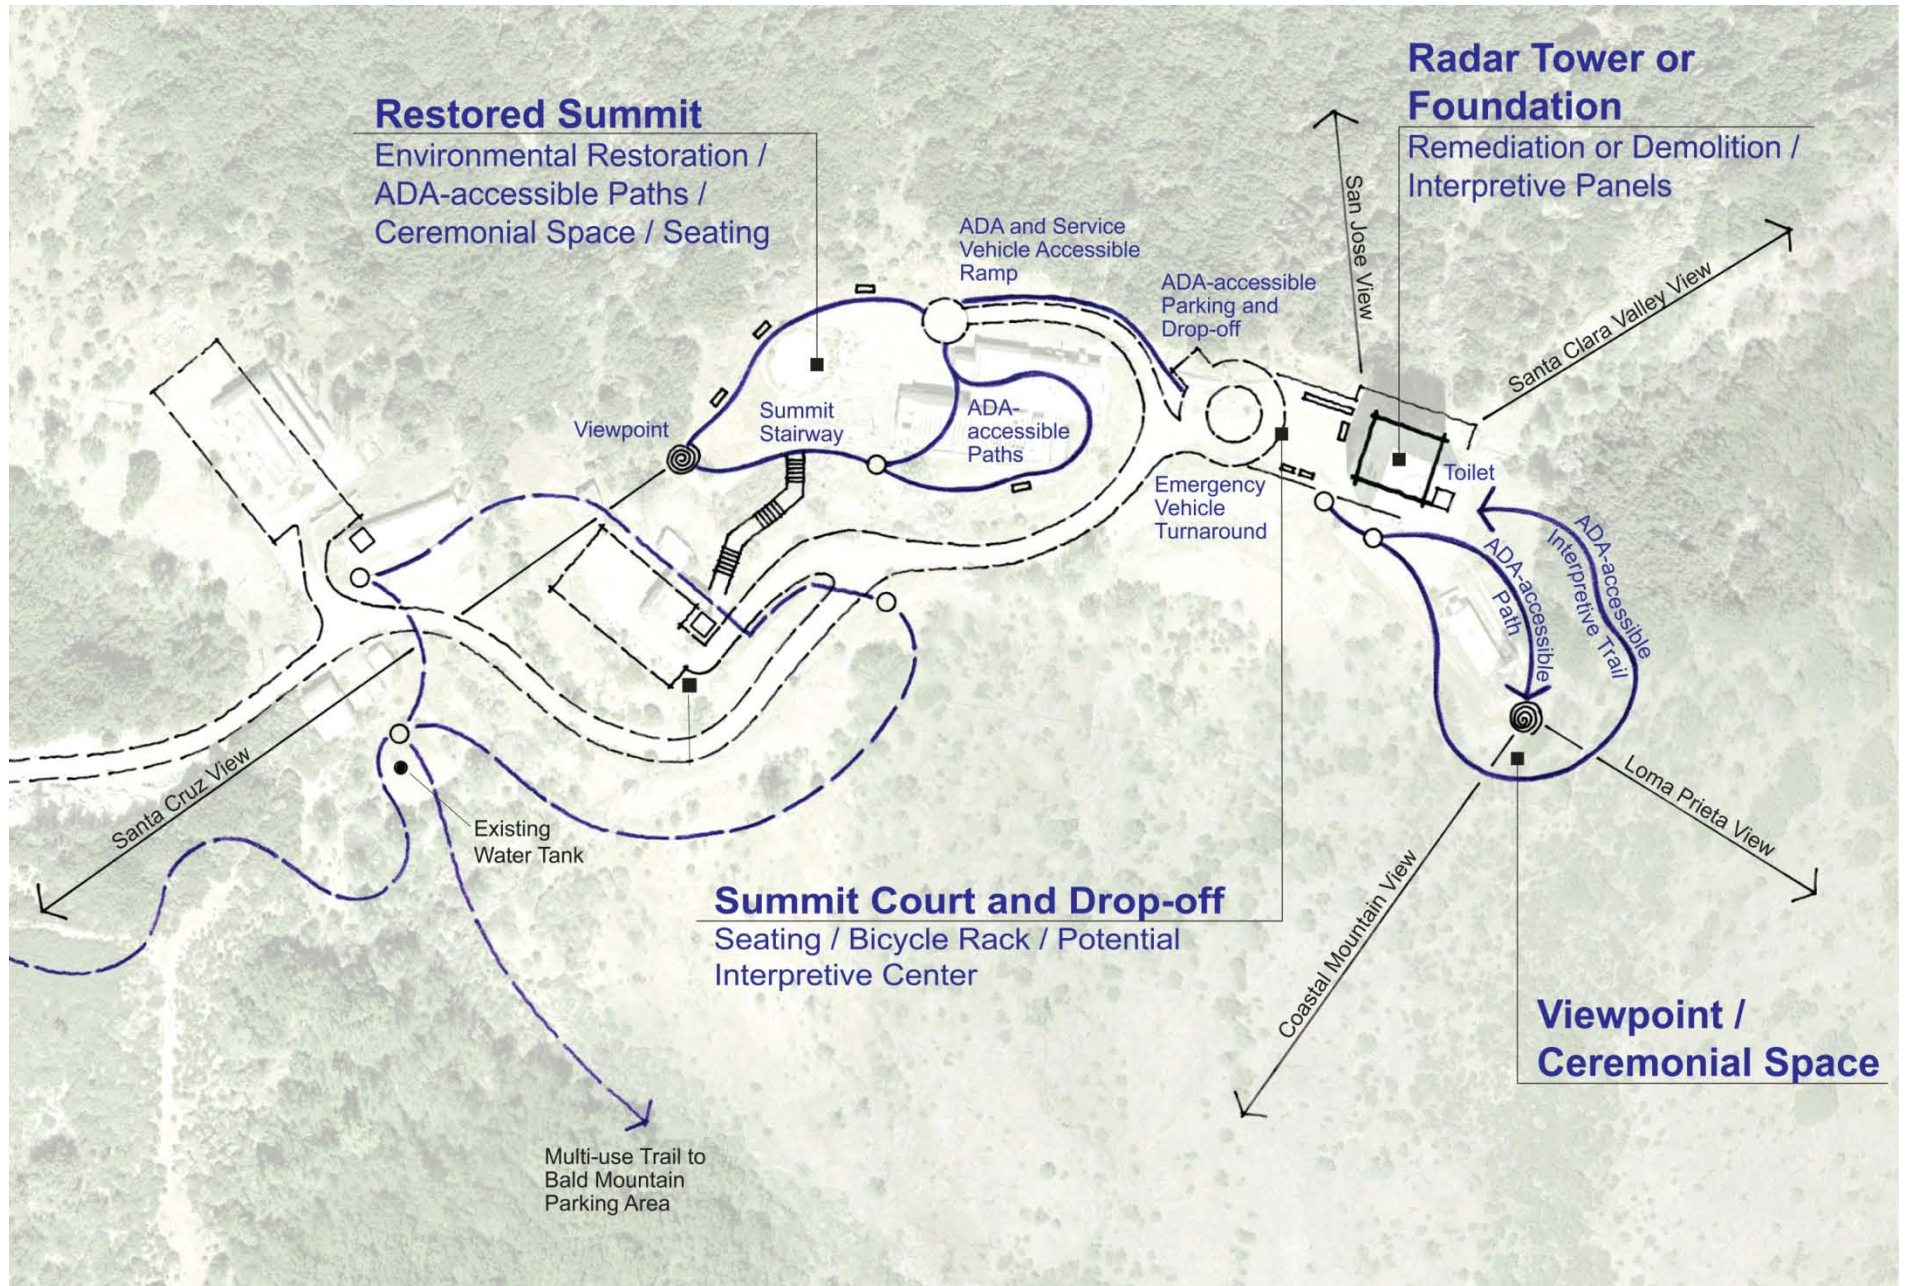 Radar Tower or
Foundation
Remediation or Demolition /
Interpretive Panels
Restored Summit
Environmental Restoration /
ADA-accessible Paths /
Ceremonial Space / Seating
San Jose View
Santa Clara Valley View
ADA and Service
Vehicle Accessible
Ramp
ADA-accessible
Parking and
Drop-off
Viewpoint
Summit
Stairway
ADA-
accessible
Paths
Toilet
Emergency
Vehicle
Turnaround
ADA-accessible
Interpretive Trail
ADA-accessible
Path
Santa Cruz View
Existing
Water Tank
Loma Prieta View
Coastal Mountain View
Summit Court and Drop-off
Seating / Bicycle Rack / Potential
Interpretive Center
Viewpoint /
Ceremonial Space
Multi-use Trail to
Bald Mountain
Parking Area